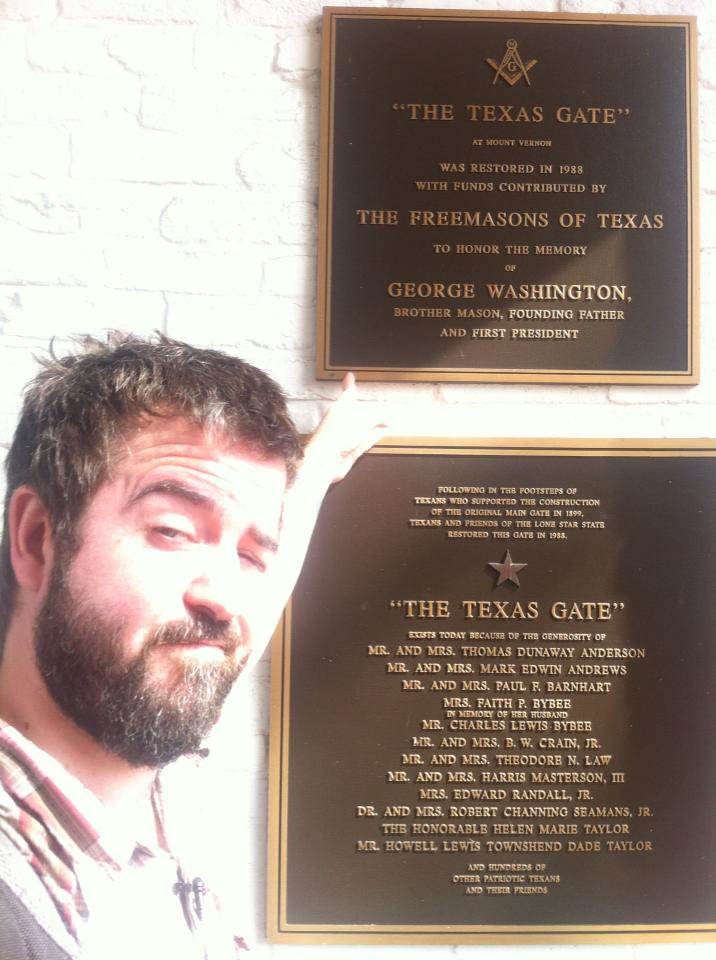 G
“THE TEXAS GATE”
AT MOUNT VERNON
WAS RESTORED IN 1988
WITH FUNDS CONTRIBUTED BY
THE FREEMASONS OF TEXAS
TO HONOR THE MEMORY
OF
GEORGE WASHINGTON,
BROTHER MASON, FOUNDING FATHER
AND FIRST PRESIDENT
FOLLOWING IN THE FOOTSTEPS OF
TEXANS WHO SUPPORTED THE CONSTRUCTION
OF THE ORIGINAL MAIN GATE IN 1899,
TEXANS AND FRIENDS OF THE LONE STAR STATE
RESTORED THIS GATE IN 1988.
“THE TEXAS GATE”
EXISTS TODAY BECAUSE OF THE GENEROSITY OF
MR. AND MRS. THOMAS DUNAWAY ANDERSON
MR. AND MRS. MARK EDWIN ANDREWS
MR. AND MRS. PAUL F. BARNHART
MRS. FAITH P. BYBEE
IN MEMORY OF HER HUSBAND
MR. CHARLES LEWIS BYBEE
MR. AND MRS. B. W. CRAIN, JR.
MR. AND MRS. THEODORE N. LAW
MR. AND MRS. HARRIS MASTERSON, III
MRS. EDWARD RANDALL, JR.
DR. AND MRS. ROBERT CHANNING SEAMANS, JR.
THE HONORABLE HELEN MARIE TAYLOR
MR. HOWELL LEWIS TOWNSHEND DADE TAYLOR
AND HUNDREDS OF
OTHER PATRIOTIC TEXANS
AND THEIR FRIENDS